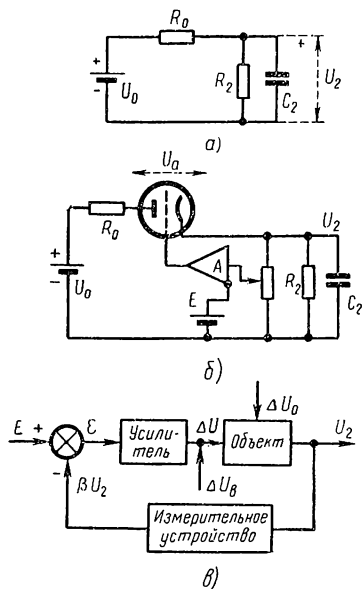 R₀
+
R₂
+
C₂
U₂
-
U₀
а)
Uₐ
R₀
U₂
A
+
-
U₀
E
R₂
C₂
б)
E
+
ε
Усили-
тель
ΔU
Объект
ΔU₀
U₂
-
βU₂
ΔUᵦ
Измерительное
устройство
в)